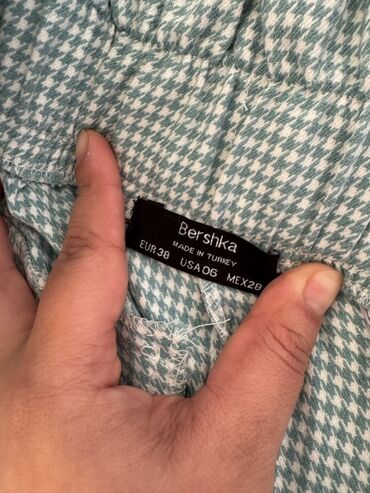 Bershka
MADE IN TURKEY
EUR38 USA06 MEX28